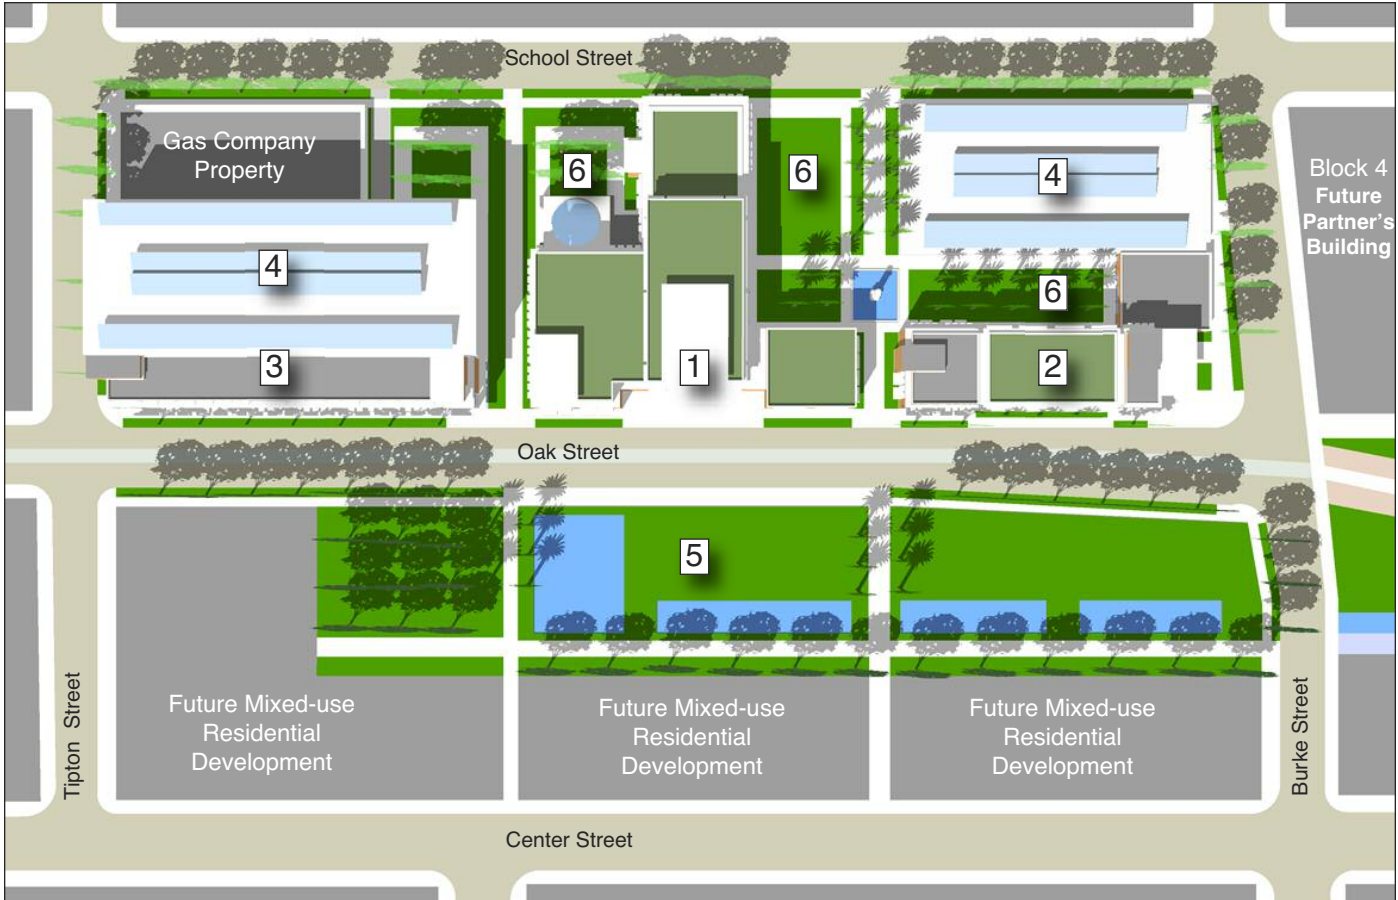 School Street
Gas Company
Property
6
6
4
Block 4
Future
Partner's
Building
4
6
3
1
2
Oak Street
5
Tipton Street
Future Mixed-use
Residential
Development
Future Mixed-use
Residential
Development
Future Mixed-use
Residential
Development
Burke Street
Center Street